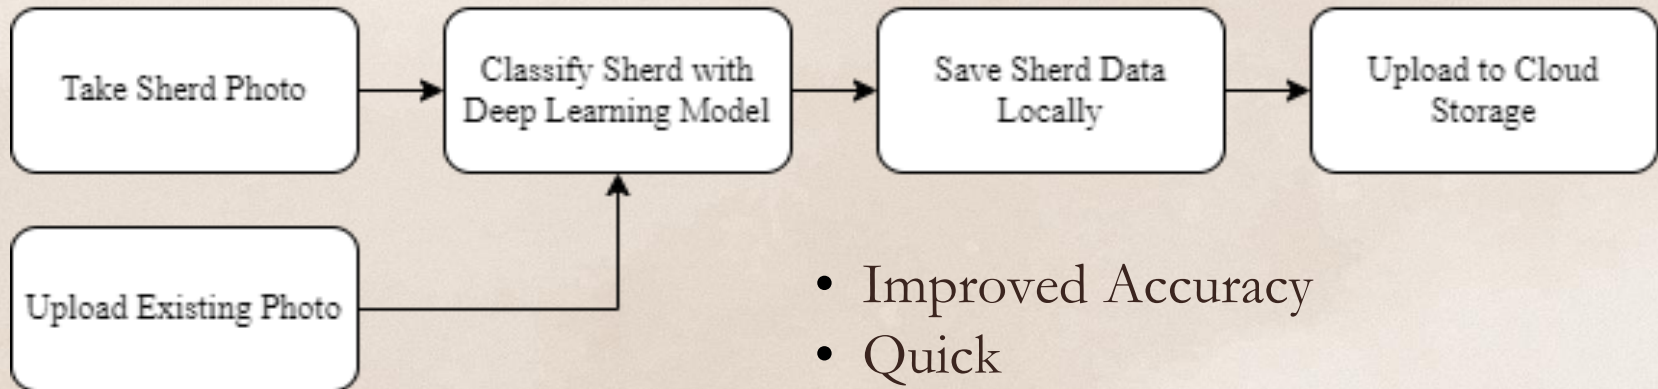 Take Sherd Photo
Classify Sherd with
Deep Learning Model
Save Sherd Data
Locally
Upload to Cloud
Storage
Upload Existing Photo
• Improved Accuracy
• Quick